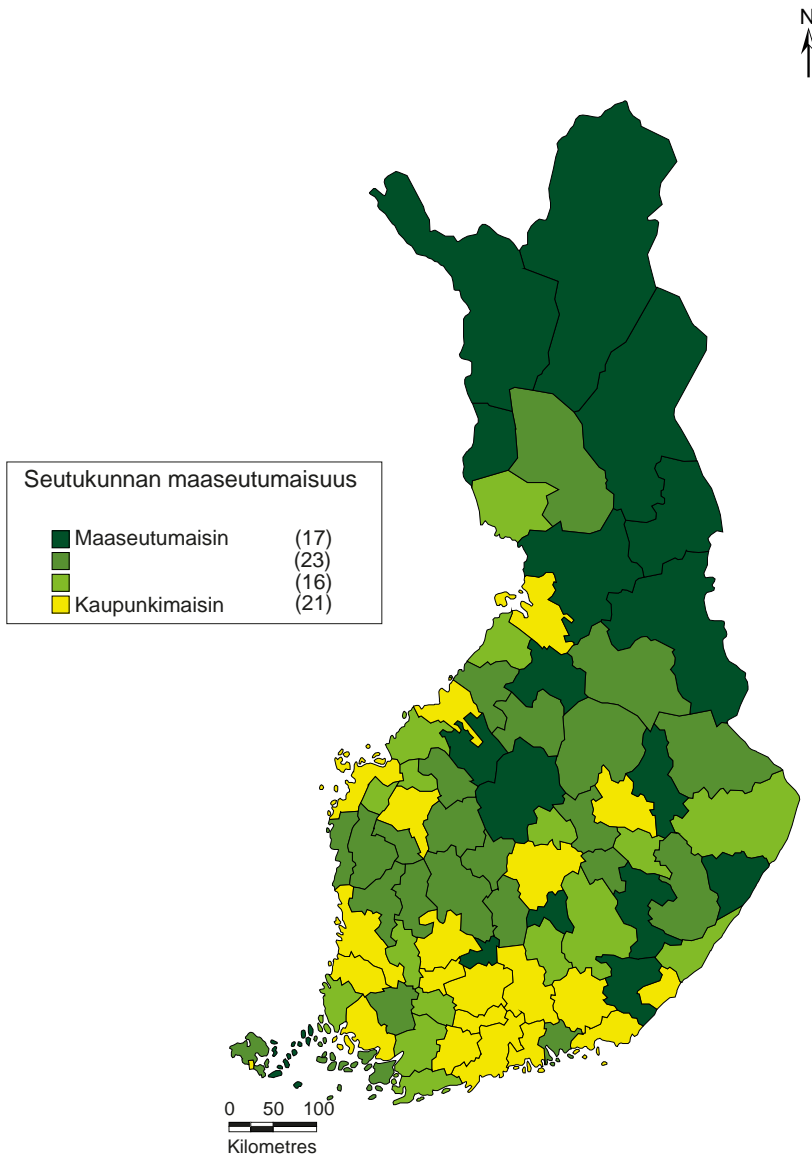 N
Seutukunnan maaseutumaisuus
Maaseutumaisin (17)
(23)
(16)
Kaupunkimaisin (21)
0 50 100
Kilometres